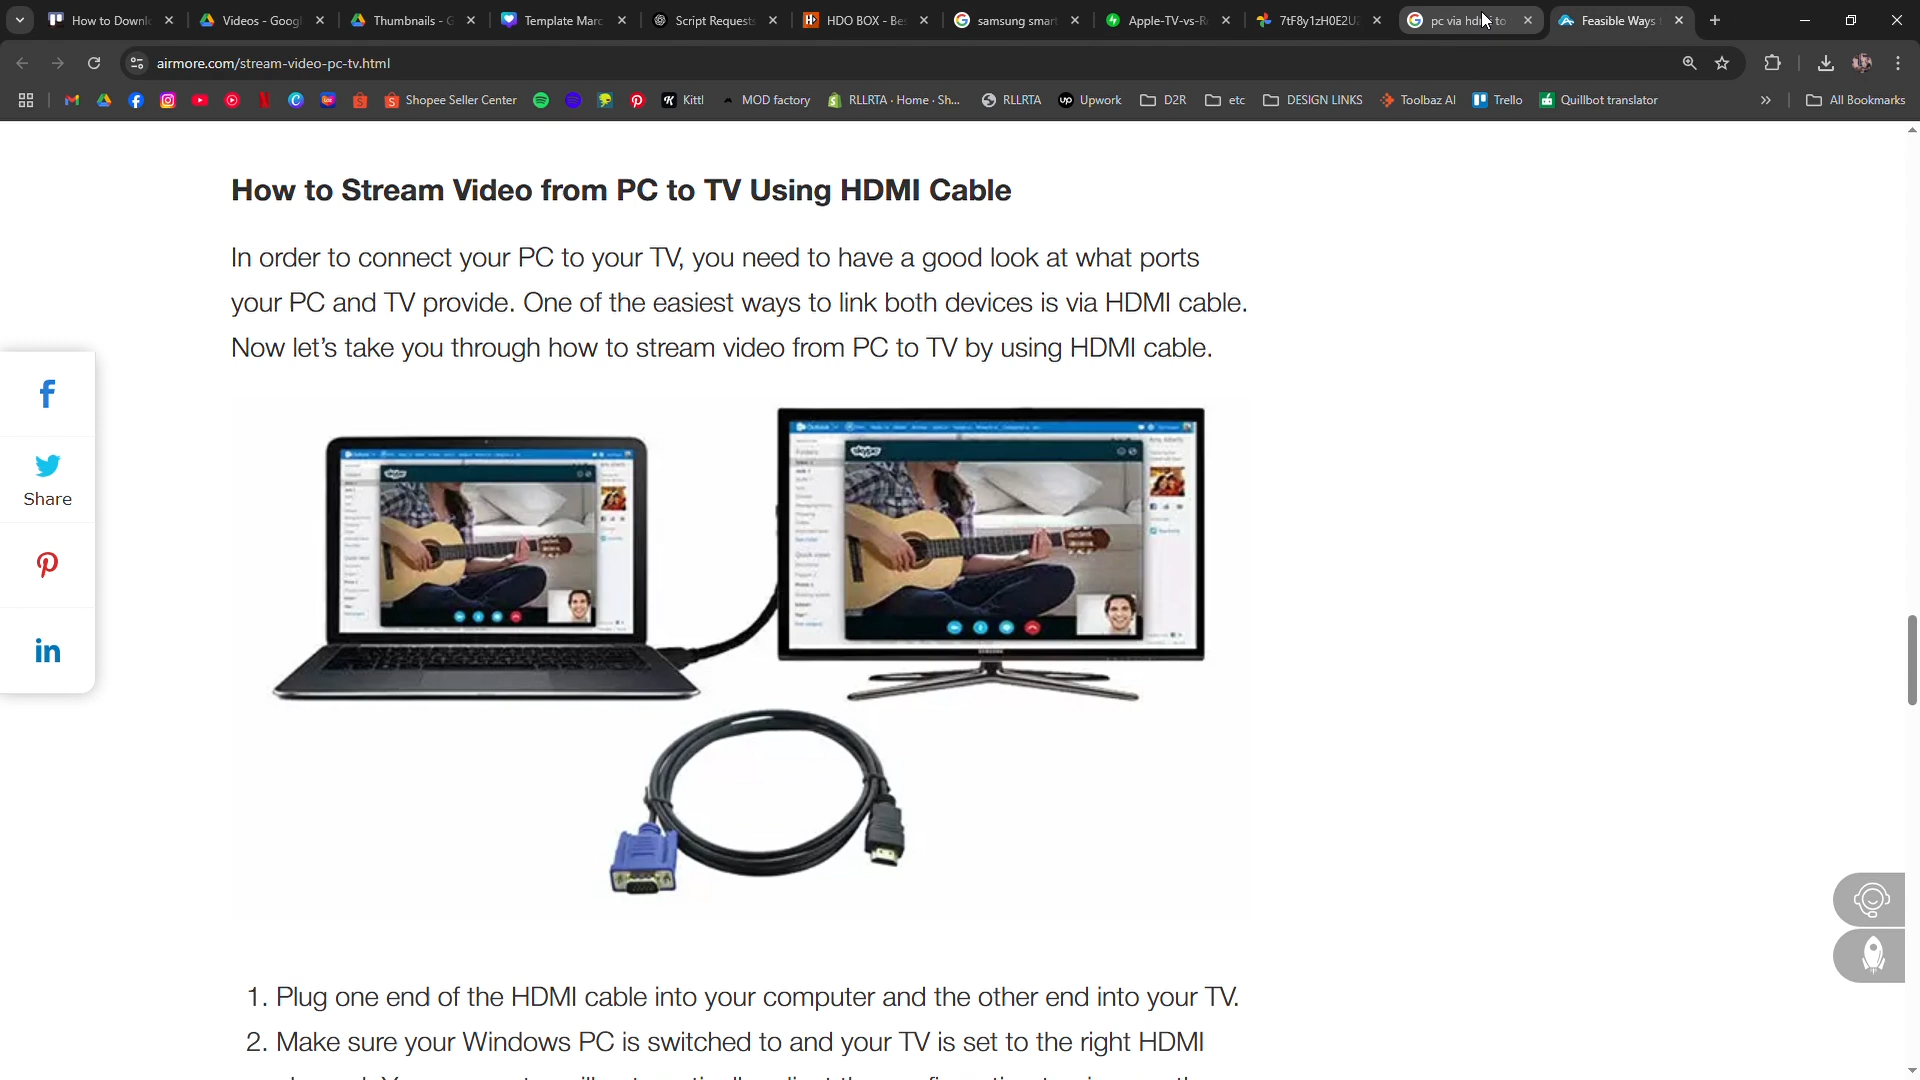 How to Downl
Videos - Googl
Thumbnails - G
Template Marc
Script Requests
HDO BOX - Bes
samsung smar
Apple-TV-vs-R
7tF8y1zH0E2U
pc via hd to
Feasible Ways
airmore.com/stream-video-pc-tv.html
Shopee Seller Center
Kittl
MOD factory
RLLRTA - Home · Sh...
RLLRTA
Upwork
D2R
etc
DESIGN LINKS
Toolbaz AI
Trello
Quillbot translator
All Bookmarks
How to Stream Video from PC to TV Using HDMI Cable
In order to connect your PC to your TV, you need to have a good look at what ports
your PC and TV provide. One of the easiest ways to link both devices is via HDMI cable.
Now let's take you through how to stream video from PC to TV by using HDMI cable.
Share
skype
skype
SAMSUNG
1. Plug one end of the HDMI cable into your computer and the other end into your TV.
2. Make sure your Windows PC is switched to and your TV is set to the right HDMI